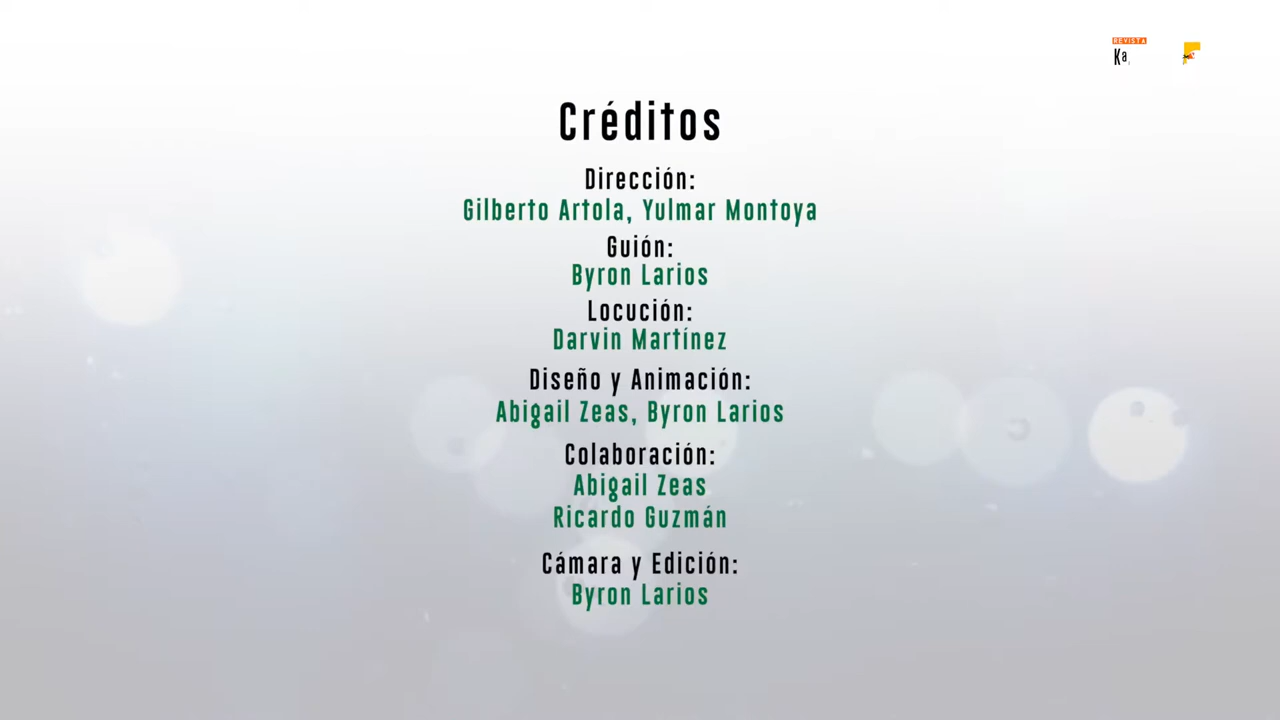 REVISTA
Créditos
Dirección:
Gilberto Artola, Yulmar Montoya
Guión:
Byron Larios
Locución:
Darvin Martínez
Diseño y Animación:
Abigail Zeas, Byron Larios
Colaboración:
Abigail Zeas
Ricardo Guzmán
Cámara y Edición:
Byron Larios